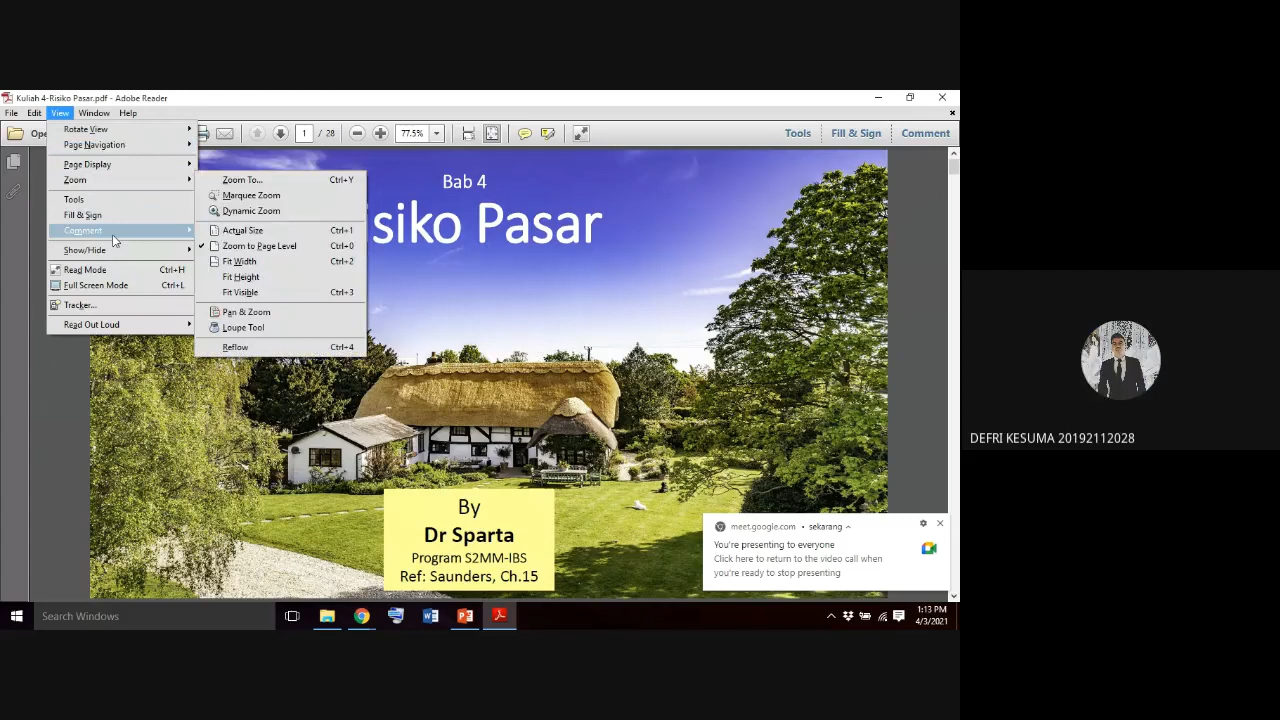 Kuliah 4-Risiko Pasar.pdf - Adobe Reader
File Edit View Window Help
Rotate View
Page Navigation
Page Display
Zoom
Tools
Fill & Sign
Comment
Show/Hide
Read Mode Ctrl+H
Full Screen Mode Ctrl+L
Tracker...
Read Out Loud
1 / 28
77.5%
Tools Fill & Sign Comment
Zoom To... Ctrl+Y
Marquee Zoom
Dynamic Zoom
Actual Size Ctrl+1
Zoom to Page Level Ctrl+0
Fit Width Ctrl+2
Fit Height
Fit Visible Ctrl+3
Pan & Zoom
Loupe Tool
Reflow Ctrl+4
Bab 4
siko Pasar
By
Dr Sparta
Program S2MM-IBS
Ref: Saunders, Ch.15
meet.google.com • sekarang
You're presenting to everyone
Click here to return to the video call when
you're ready to stop presenting
Search Windows
1:13 PM
4/3/2021
DEFRI KESUMA 20192112028